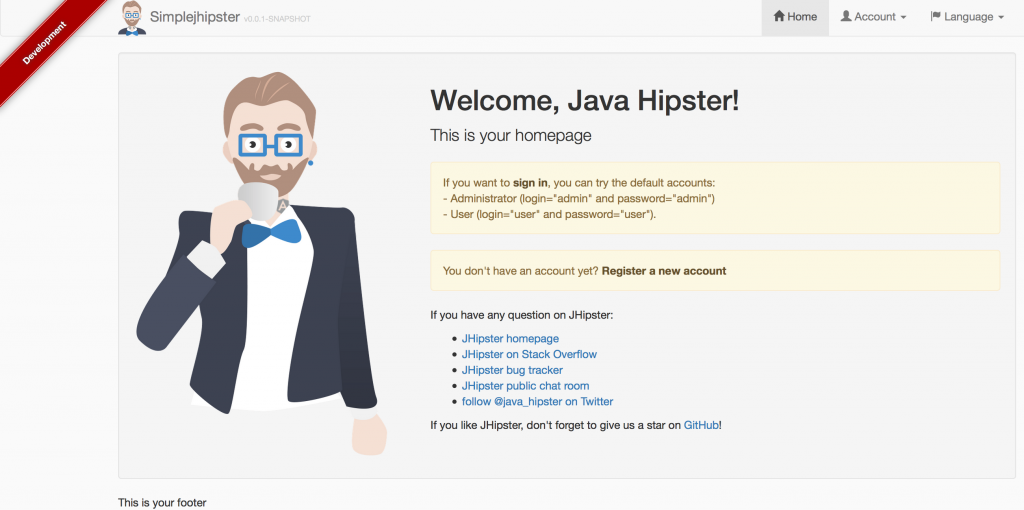 Development
Simplejhipster v0.0.1-SNAPSHOT
Home Account Language
Welcome, Java Hipster!
This is your homepage
If you want to sign in, you can try the default accounts:
- Administrator (login="admin" and password="admin")
- User (login="user" and password="user").
You don't have an account yet? Register a new account
If you have any question on JHipster:
• JHipster homepage
• JHipster on Stack Overflow
• JHipster bug tracker
• JHipster public chat room
• follow @java_hipster on Twitter
If you like JHipster, don't forget to give us a star on GitHub!
A
This is your footer